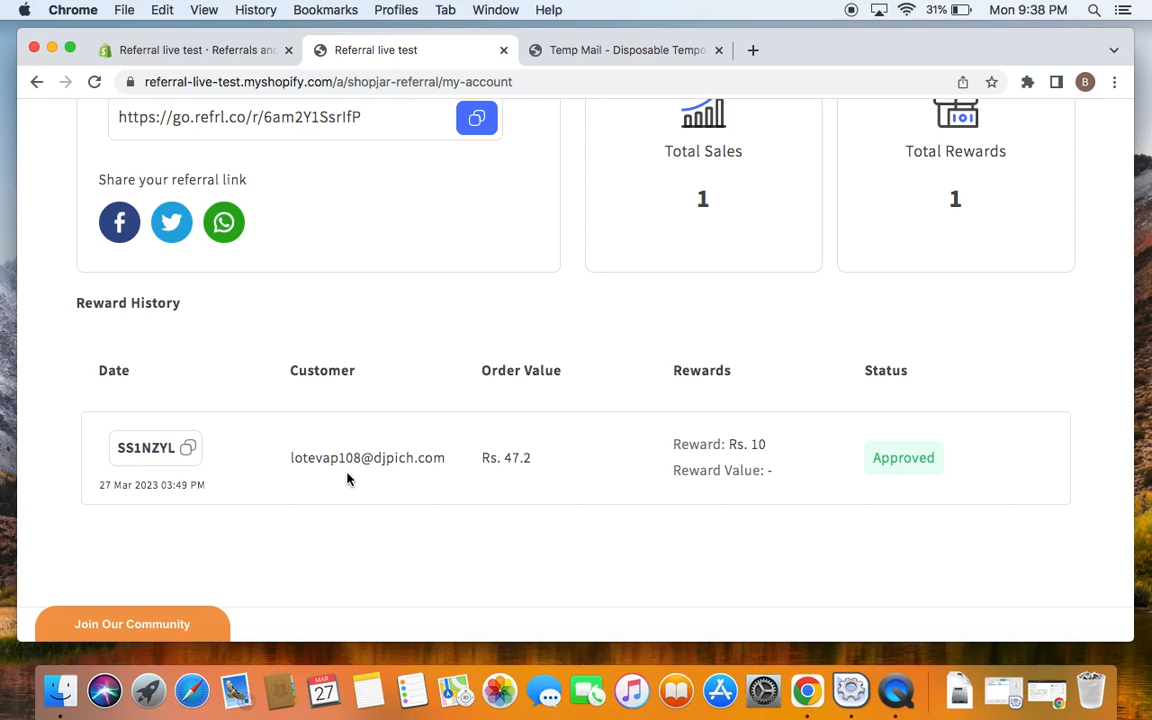 Chrome File Edit View History Bookmarks Profiles Tab Window Help 31% Mon 9:38 PM
Referral live test · Referrals and Referral live test Temp Mail - Disposable Tempo
referral-live-test.myshopify.com/a/shopjar-referral/my-account B
https://go.refrl.co/r/6am2Y1SsrIfP
Total Sales Total Rewards
Share your referral link
1 1
Reward History
Date Customer Order Value Rewards Status
SS1NZYL
27 Mar 2023 03:49 PM
lotevap108@djpich.com
Rs. 47.2
Reward: Rs. 10
Reward Value: -
Approved
Join Our Community
MAR
27